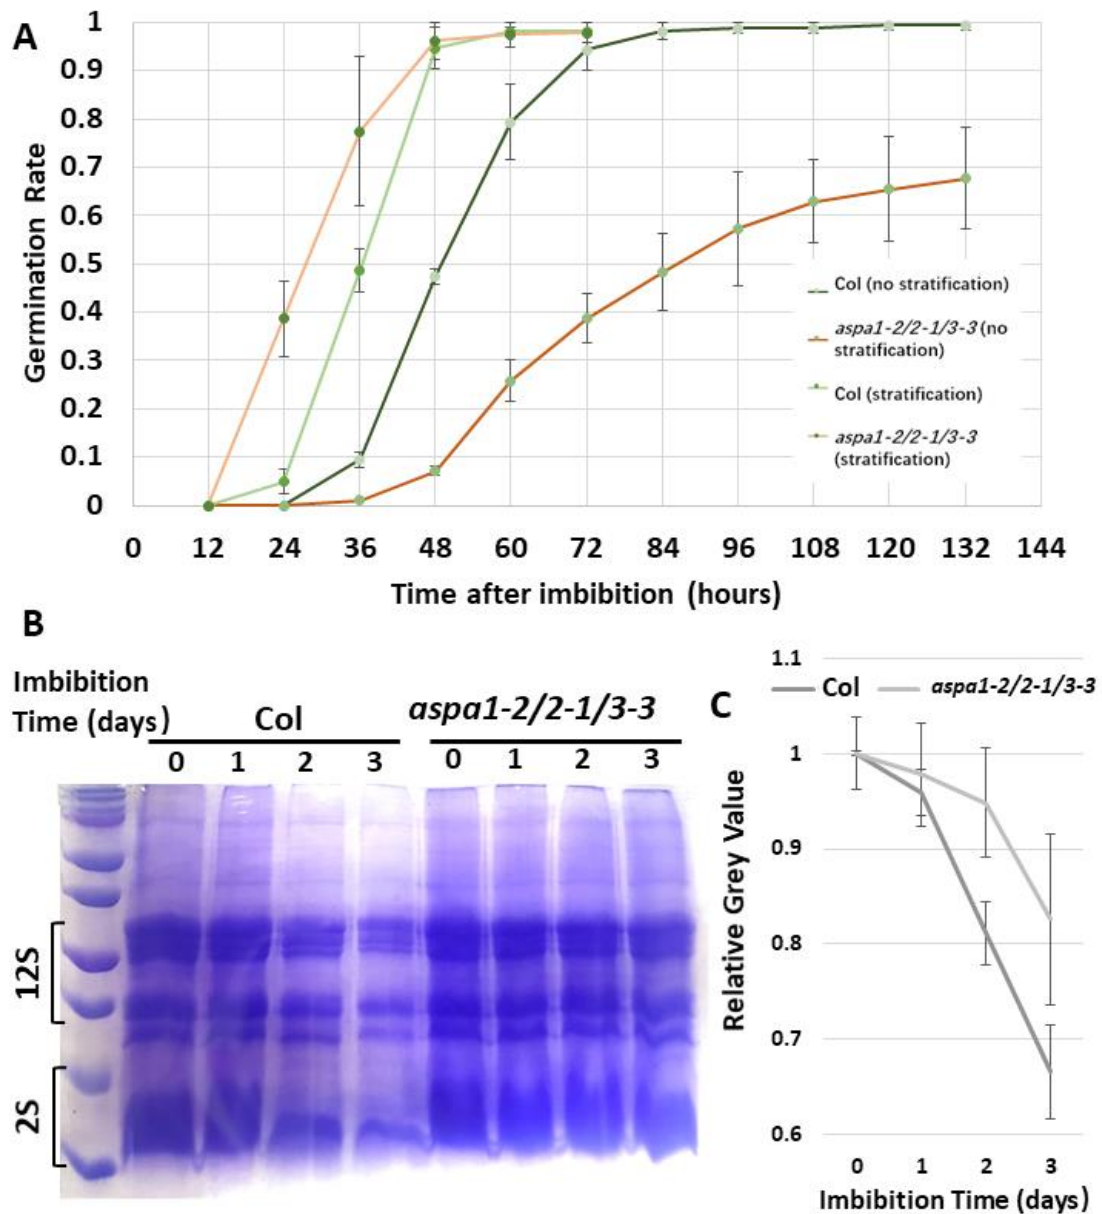 A
1
0.9
0.8
0.7
0.6
0.5
0.4
0.3
0.2
0.1
0
Germination Rate
Col (no stratification)
aspa1-2/2-1/3-3 (no
stratification)
Col (stratification)
aspa1-2/2-1/3-3
(stratification)
0 12 24 36 48 60 72 84 96 108 120 132 144
Time after imbibition (hours)
B
Imbibition
Time (days)
Col
aspa1-2/2-1/3-3
0 1 2 3 0 1 2 3
12S
2S
C
1.1
Col aspa1-2/2-1/3-3
1
0.9
0.8
0.7
0.6
Relative Grey Value
0 1 2 3
Imbibition Time (days)